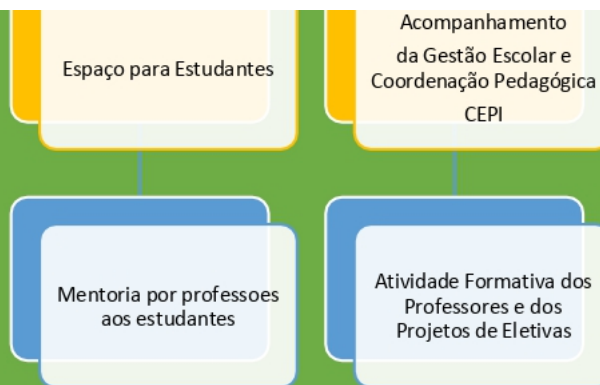 Espaço para Estudantes
Acompanhamento
da Gestão Escolar e
Coordenação Pedagógica
CEPI
Mentoria por professoes
aos estudantes
Atividade Formativa dos
Professores e dos
Projetos de Eletivas